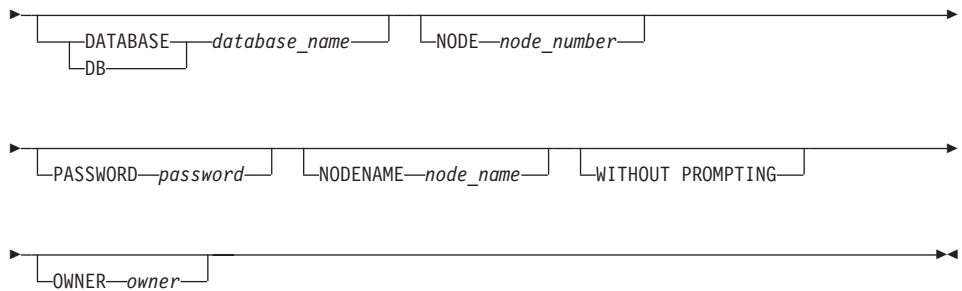 DATABASE database_name NODE node_number
DB
PASSWORD password NODENAME node_name WITHOUT PROMPTING
OWNER owner